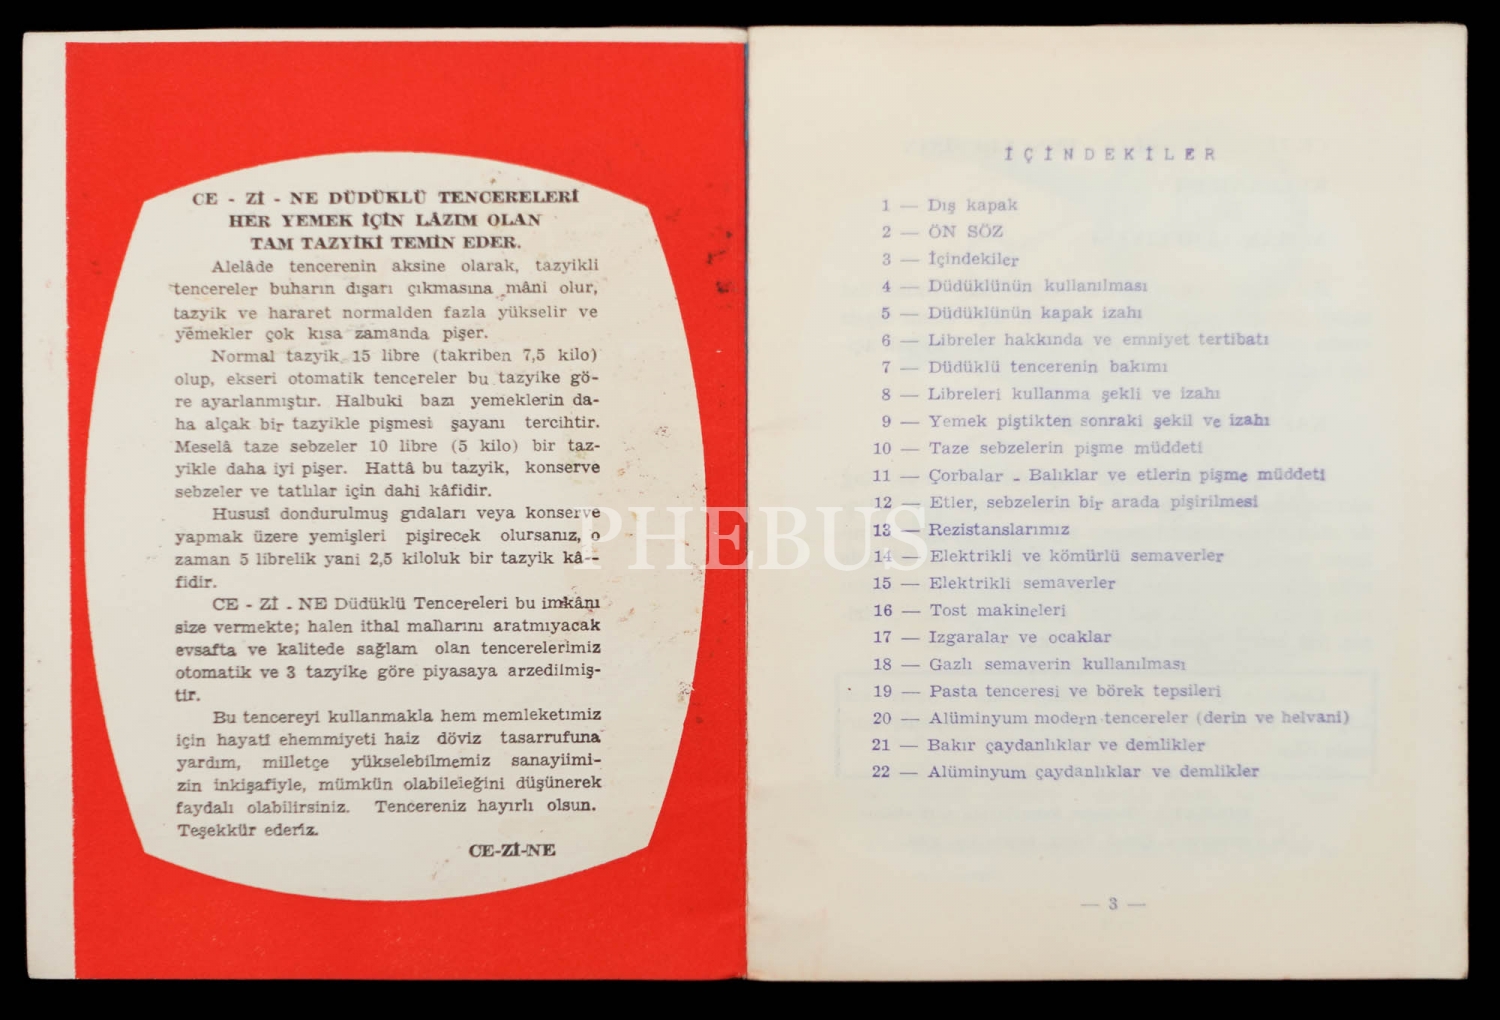 CE - Zİ - NE DÜDÜKLÜ TENCERELERİ
HER YEMEK İÇİN LÂZIM OLAN
TAM TAZYİKİ TEMİN EDER.
Alelâde tencerenin aksine olarak, tazyikli
tencereler buharın dışarı çıkmasına mâni olur,
tazyik ve hararet normalden fazla yükselir ve
yemekler çok kısa zamanda pişer.
Normal tazyik 15 libre (takriben 7,5 kilo)
olup, ekseri otomatik tencereler bu tazyike gö-
re ayarlanmıştır. Halbuki bazı yemeklerin da-
ha alçak bir tazyikle pişmesi şayanı tercihtir.
Meselâ taze sebzeler 10 libre (5 kilo) bir taz-
yikle daha iyi pişer. Hattâ bu tazyik, konserve
sebzeler ve tatlılar için dahi kâfidir.
Hususî dondurulmuş gıdaları veya konserve
yapmak üzere yemişleri pişirecek olursanız, o
zaman 5 librelik yani 2,5 kiloluk bir tazyik kâ-
fidir.
CE - Zİ - NE Düdüklü Tencereleri bu imkânı
size vermekte; halen ithal mallarını aratmıyacak
evsafta ve kalitede sağlam olan tencerelerimiz
otomatik ve 3 tazyike göre piyasaya arzedilmiş-
tir.
Bu tencereyi kullanmakla hem memleketimiz
için hayatî ehemmiyeti haiz döviz tasarrufuna
yardım, milletçe yükselebilmemiz sanayiimi-
zin inkişafiyle, mümkün olabileieğini düşünerek
faydalı olabilirsiniz. Tencereniz hayırlı olsun.
Teşekkür ederiz.
CE-Zİ-NE
İÇİNDEKİLER
1 — Dış kapak
2 — ÖN SÖZ
3 — İçindekiler
4 — Düdüklünün kullanılması
5 — Düdüklünün kapak izahı
6 — Libreler hakkında ve emniyet tertibatı
7 — Düdüklü tencerenin bakımı
8 — Libreleri kullanma şekli ve izahı
9 — Yemek piştikten sonraki şekil ve izahı
10 — Taze sebzelerin pişme müddeti
11 — Çorbalar - Balıklar ve etlerin pişme müddeti
12 — Etler, sebzelerin bir arada pişirilmesi
13 — Rezistanslarımız
14 — Elektrikli ve kömürlü semaverler
15 — Elektrikli semaverler
16 — Tost makineleri
17 — Izgaralar ve ocaklar
18 — Gazlı semaverin kullanılması
19 — Pasta tenceresi ve börek tepsileri
20 — Alüminyum modern tencereler (derin ve helvani)
21 — Bakır çaydanlıklar ve demlikler
22 — Alüminyum çaydanlıklar ve demlikler
— 3 —
PHEBUS